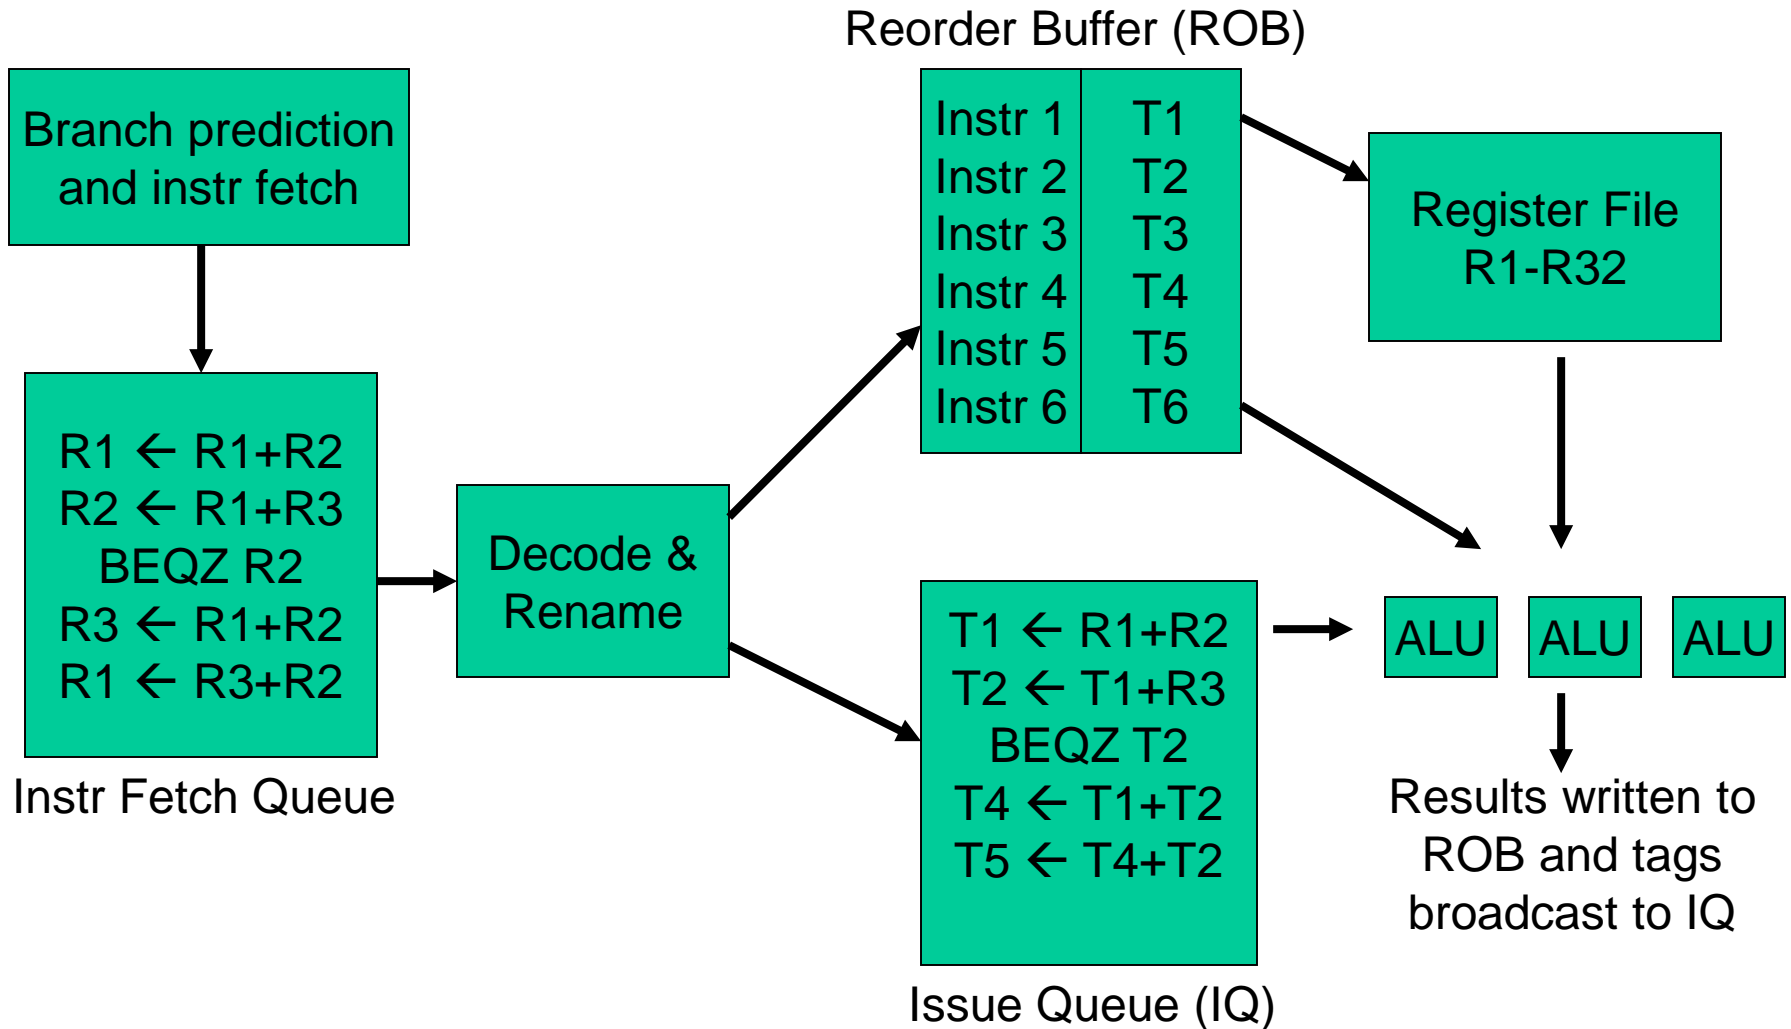 Reorder Buffer (ROB)
Branch prediction
and instr fetch
Instr 1 T1
Instr 2 T2
Instr 3 T3
Instr 4 T4
Instr 5 T5
Instr 6 T6
Register File
R1-R32
R1 ← R1+R2
R2 ← R1+R3
BEQZ R2
R3 ← R1+R2
R1 ← R3+R2
Instr Fetch Queue
Decode &
Rename
T1 ← R1+R2
T2 ← T1+R3
BEQZ T2
T4 ← T1+T2
T5 ← T4+T2
Issue Queue (IQ)
ALU ALU ALU
Results written to
ROB and tags
broadcast to IQ